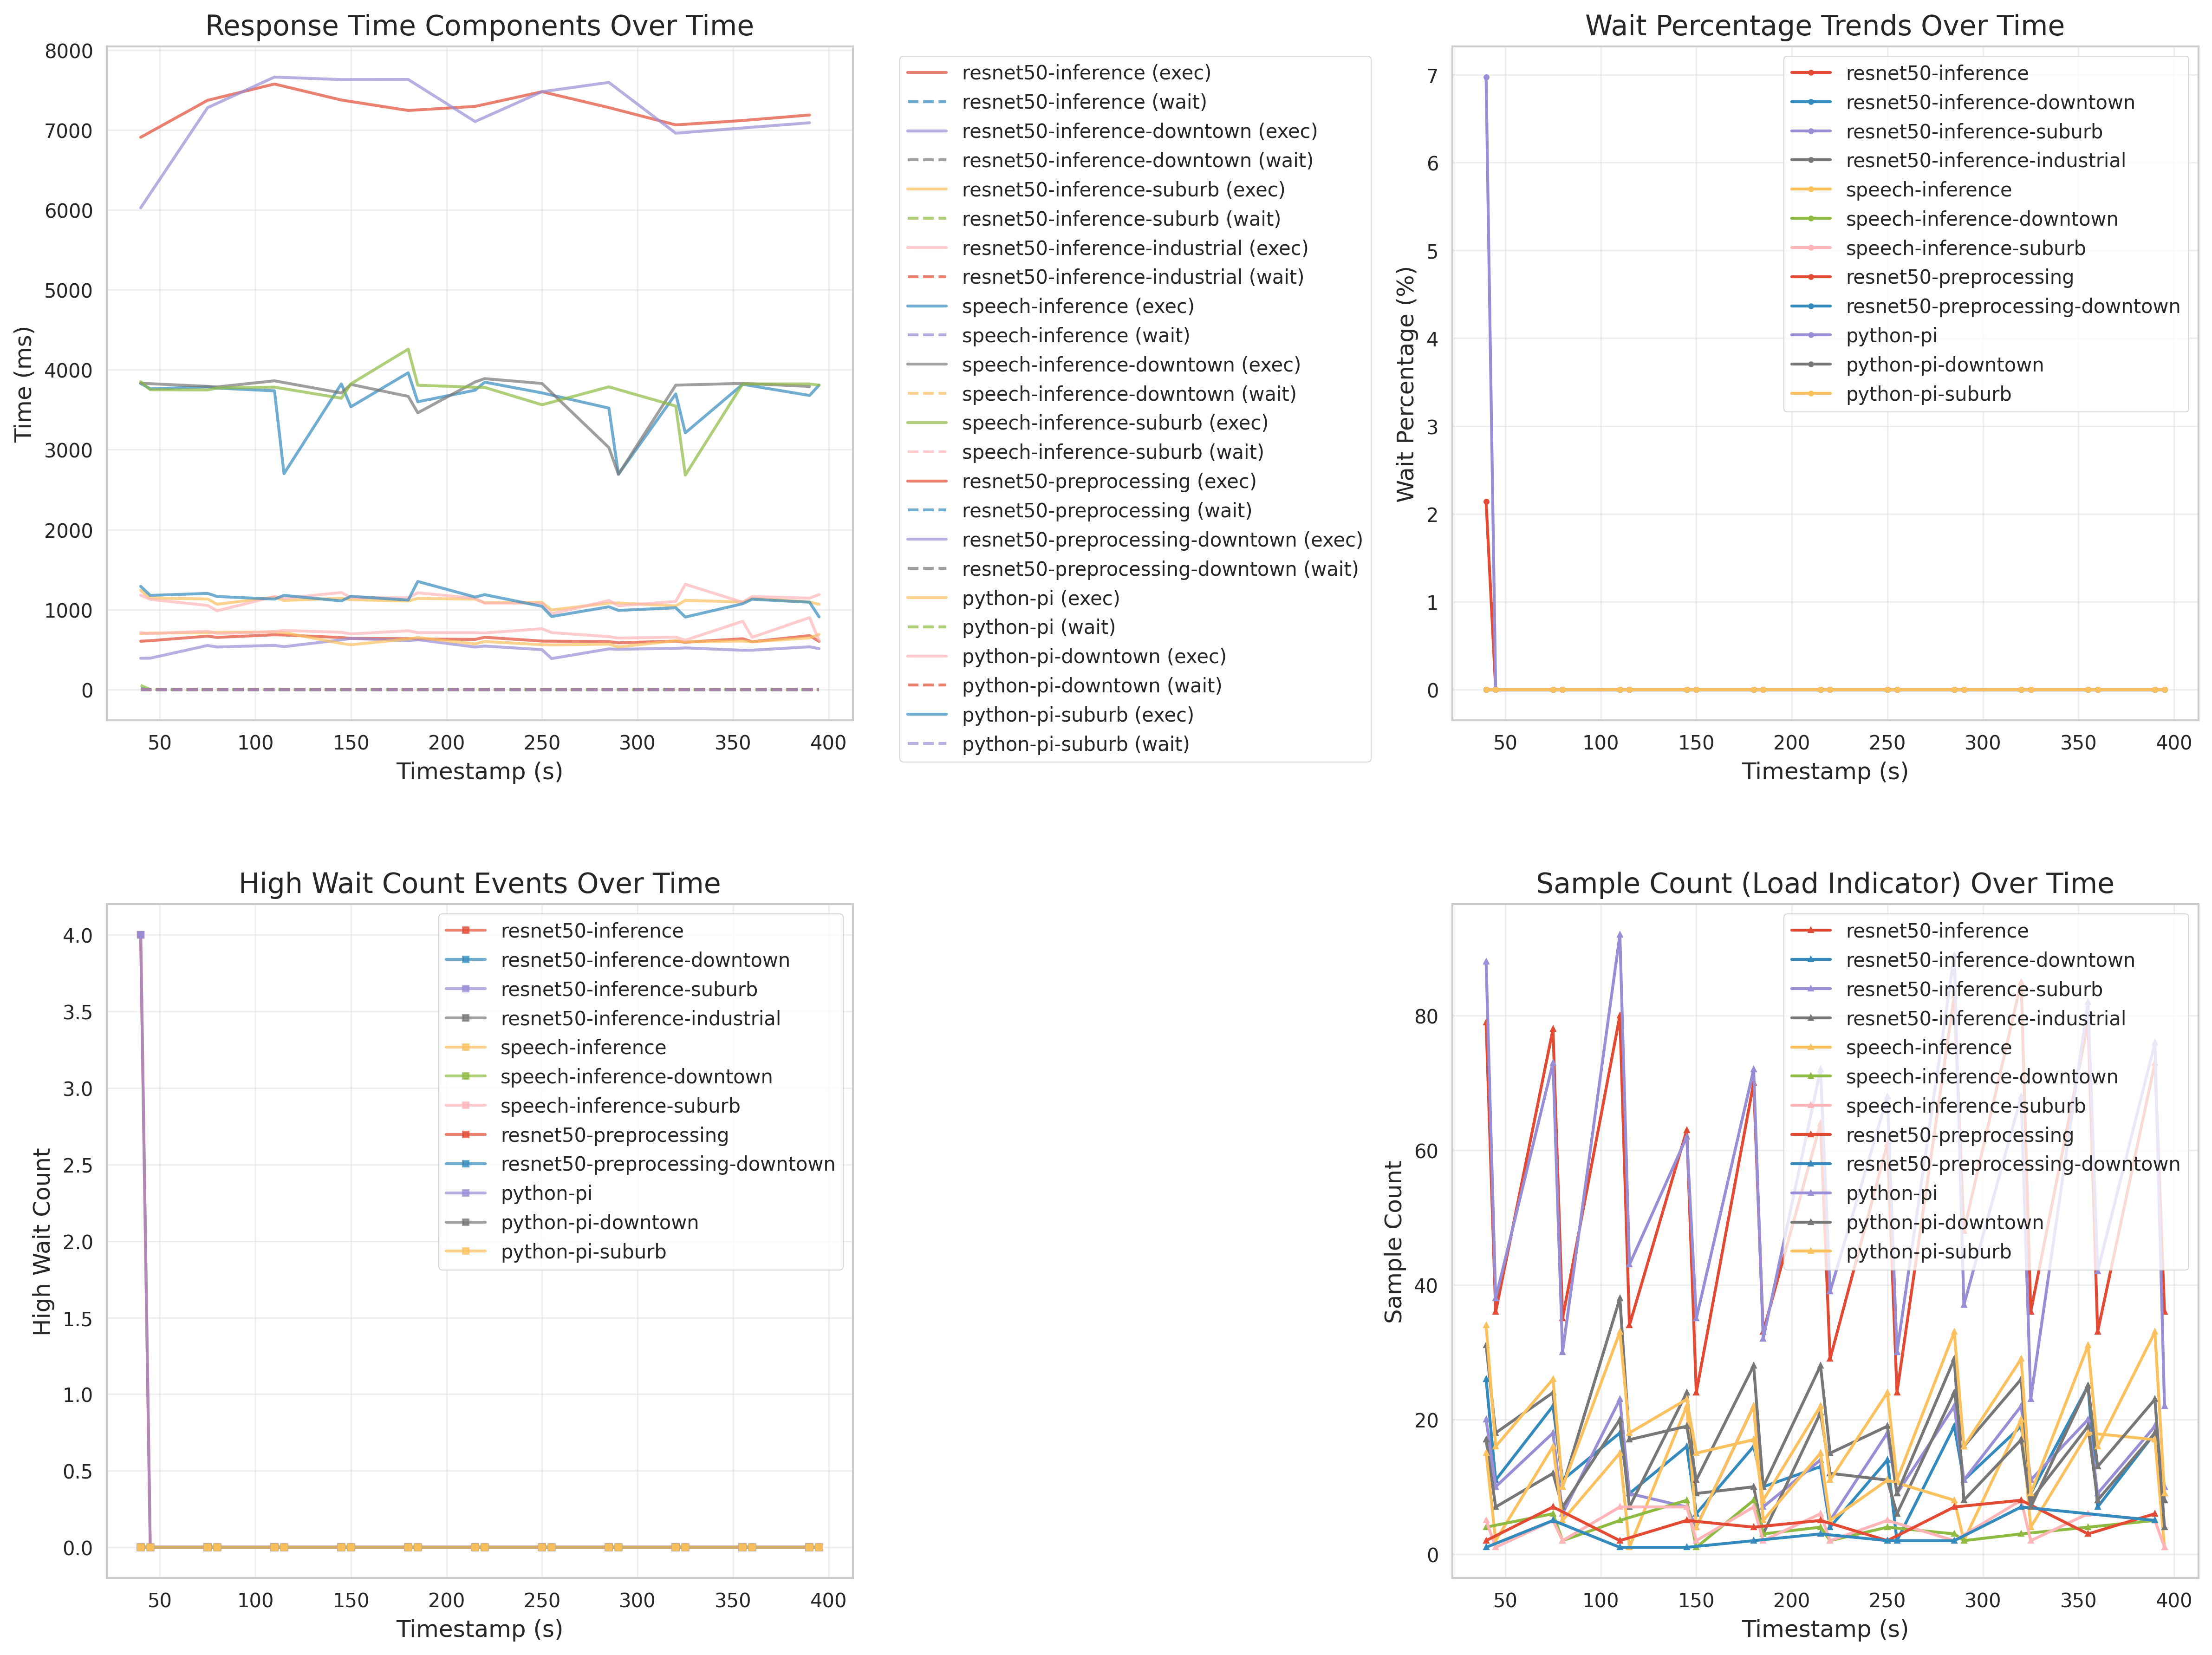 Response Time Components Over Time
Time (ms)
8000
7000
6000
5000
4000
3000
2000
1000
0
50 100 150 200 250 300 350 400
Timestamp (s)
resnet50-inference (exec)
resnet50-inference (wait)
resnet50-inference-downtown (exec)
resnet50-inference-downtown (wait)
resnet50-inference-suburb (exec)
resnet50-inference-suburb (wait)
resnet50-inference-industrial (exec)
resnet50-inference-industrial (wait)
speech-inference (exec)
speech-inference (wait)
speech-inference-downtown (exec)
speech-inference-downtown (wait)
speech-inference-suburb (exec)
speech-inference-suburb (wait)
resnet50-preprocessing (exec)
resnet50-preprocessing (wait)
resnet50-preprocessing-downtown (exec)
resnet50-preprocessing-downtown (wait)
python-pi (exec)
python-pi (wait)
python-pi-downtown (exec)
python-pi-downtown (wait)
python-pi-suburb (exec)
python-pi-suburb (wait)
Wait Percentage Trends Over Time
Wait Percentage (%)
7
6
5
4
3
2
1
0
50 100 150 200 250 300 350 400
Timestamp (s)
resnet50-inference
resnet50-inference-downtown
resnet50-inference-suburb
resnet50-inference-industrial
speech-inference
speech-inference-downtown
speech-inference-suburb
resnet50-preprocessing
resnet50-preprocessing-downtown
python-pi
python-pi-downtown
python-pi-suburb
High Wait Count Events Over Time
High Wait Count
4.0
3.5
3.0
2.5
2.0
1.5
1.0
0.5
0.0
50 100 150 200 250 300 350 400
Timestamp (s)
resnet50-inference
resnet50-inference-downtown
resnet50-inference-suburb
resnet50-inference-industrial
speech-inference
speech-inference-downtown
speech-inference-suburb
resnet50-preprocessing
resnet50-preprocessing-downtown
python-pi
python-pi-downtown
python-pi-suburb
Sample Count (Load Indicator) Over Time
Sample Count
80
60
40
20
0
50 100 150 200 250 300 350 400
Timestamp (s)
resnet50-inference
resnet50-inference-downtown
resnet50-inference-suburb
resnet50-inference-industrial
speech-inference
speech-inference-downtown
speech-inference-suburb
resnet50-preprocessing
resnet50-preprocessing-downtown
python-pi
python-pi-downtown
python-pi-suburb